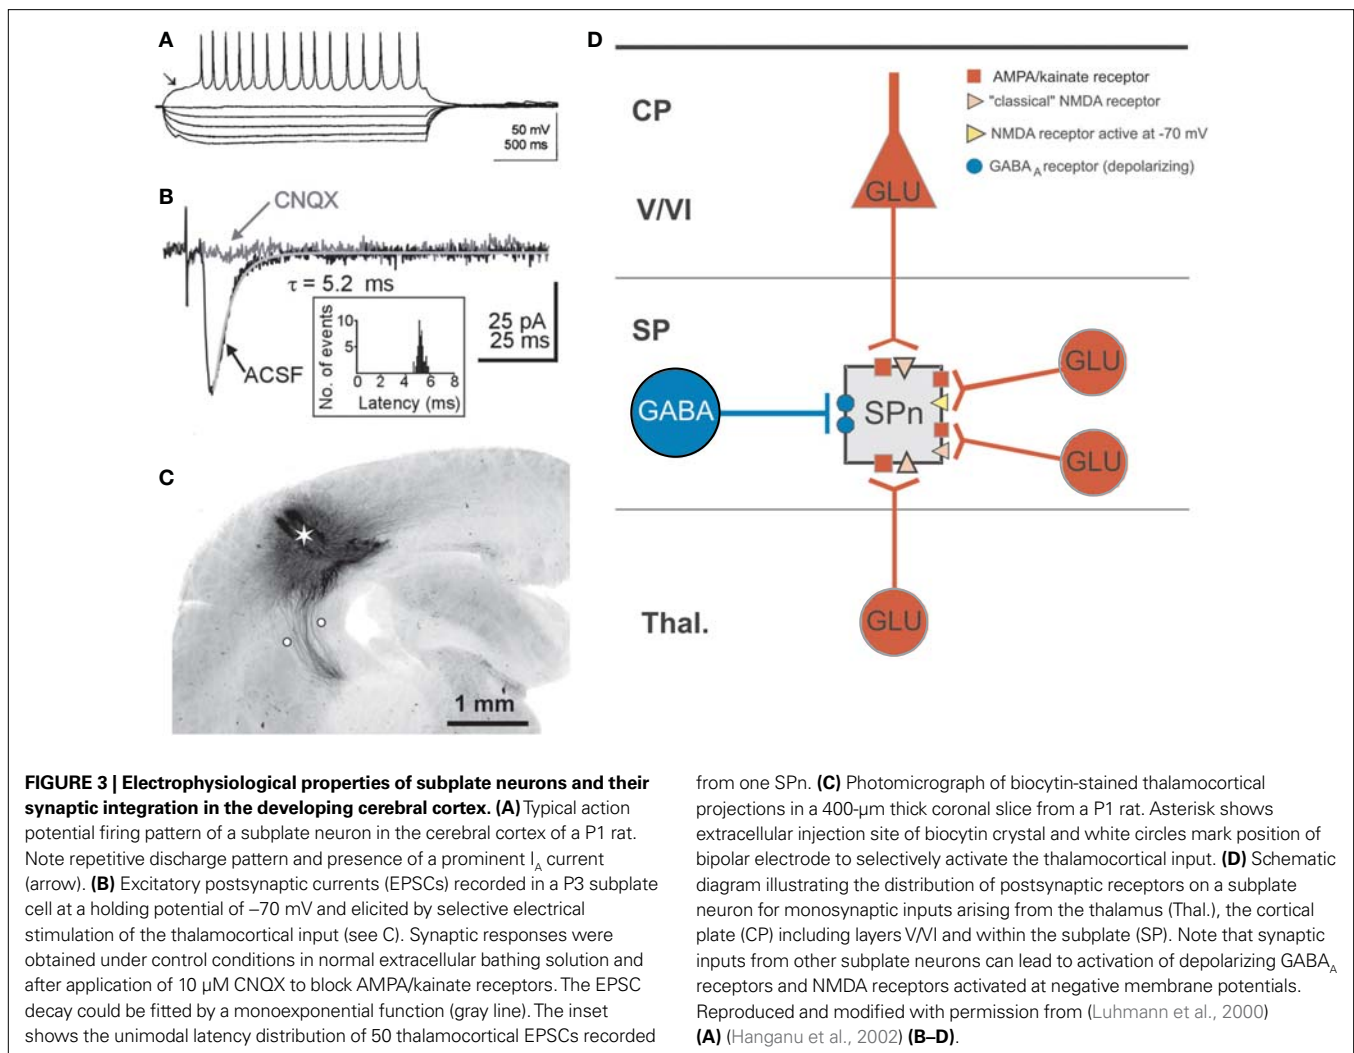 A
50 mV
500 ms
B
CNQX
τ = 5.2 ms
25 pA
25 ms
ACSF
No. of events
10
5
0 2 4 6 8
Latency (ms)
C
1 mm
D
CP
V/VI
SP
Thal.
GLU
GABA
SPn
GLU
GLU
GLU
AMPA/kainate receptor
"classical" NMDA receptor
NMDA receptor active at -70 mV
GABA A receptor (depolarizing)
FIGURE 3 | Electrophysiological properties of subplate neurons and their
synaptic integration in the developing cerebral cortex. (A) Typical action
potential firing pattern of a subplate neuron in the cerebral cortex of a P1 rat.
Note repetitive discharge pattern and presence of a prominent I_A current
(arrow). (B) Excitatory postsynaptic currents (EPSCs) recorded in a P3 subplate
cell at a holding potential of –70 mV and elicited by selective electrical
stimulation of the thalamocortical input (see C). Synaptic responses were
obtained under control conditions in normal extracellular bathing solution and
after application of 10 μM CNQX to block AMPA/kainate receptors. The EPSC
decay could be fitted by a monoexponential function (gray line). The inset
shows the unimodal latency distribution of 50 thalamocortical EPSCs recorded
from one SPn. (C) Photomicrograph of biocytin-stained thalamocortical
projections in a 400-μm thick coronal slice from a P1 rat. Asterisk shows
extracellular injection site of biocytin crystal and white circles mark position of
bipolar electrode to selectively activate the thalamocortical input. (D) Schematic
diagram illustrating the distribution of postsynaptic receptors on a subplate
neuron for monosynaptic inputs arising from the thalamus (Thal.), the cortical
plate (CP) including layers V/VI and within the subplate (SP). Note that synaptic
inputs from other subplate neurons can lead to activation of depolarizing GABA_A
receptors and NMDA receptors activated at negative membrane potentials.
Reproduced and modified with permission from (Luhmann et al., 2000)
(A) (Hanganu et al., 2002) (B–D).